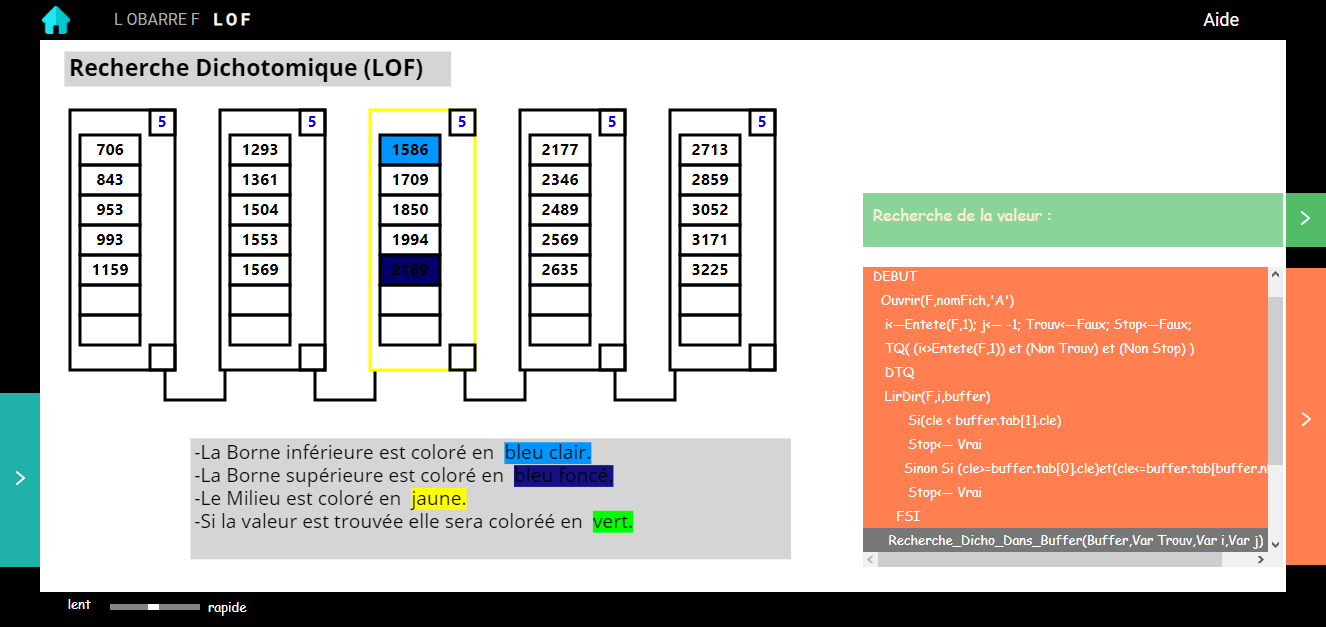 L OBARRE F LOF
Aide
Recherche Dichotomique (LOF)
5 5 5 5 5
706 1293 1586 2177 2713
843 1361 1709 2346 2859
953 1504 1850 2489 3052
993 1553 1994 2569 3171
1159 1569 2169 2635 3225
-La Borne inférieure est coloré en bleu clair.
-La Borne supérieure est coloré en bleu foncé.
-Le Milieu est coloré en jaune.
-Si la valeur est trouvée elle sera coloréé en vert.
Recherche de la valeur :
DEBUT
Ouvrir(F,nomFich,'A')
i<—Entete(F,1); j<— -1; Trouv<—Faux; Stop<—Faux;
TQ( (i<>Entete(F,1)) et (Non Trouv) et (Non Stop) )
DTQ
LirDir(F,i,buffer)
Si(cle < buffer.tab[1].cle)
Stop<— Vrai
Sinon Si (cle>=buffer.tab[0].cle)et(cle<=buffer.tab[buffer.n
Stop<— Vrai
FSI
Recherche_Dicho_Dans_Buffer(Buffer,Var Trouv,Var i,Var j)
lent rapide